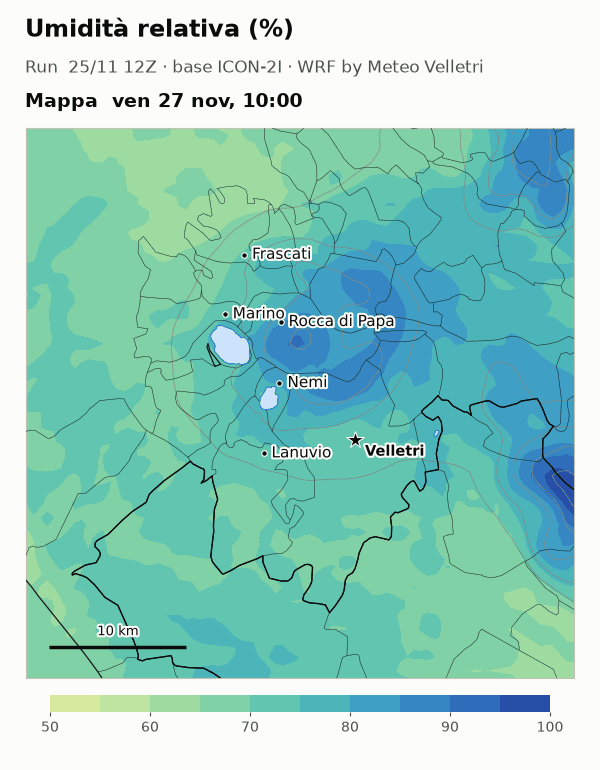 Umidità relativa (%)
Run  25/11 12Z · base ICON-2I · WRF by Meteo Velletri
Mappa  ven 27 nov, 10:00
Frascati
Marino
Rocca di Papa
Nemi
Velletri
Lanuvio
10 km
50 60 70 80 90 100